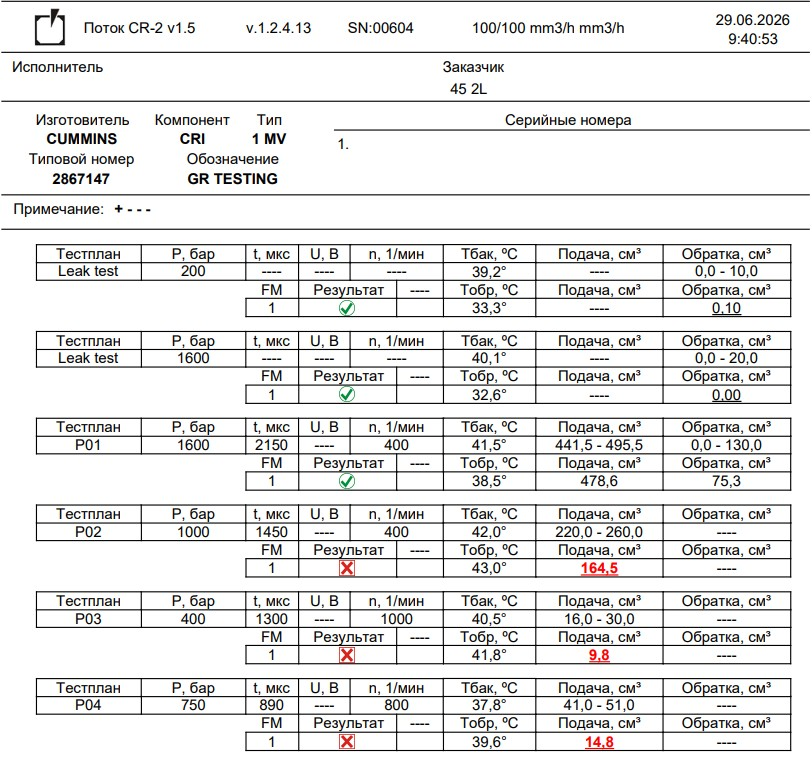 Поток CR-2 v1.5 v.1.2.4.13 SN:00604 100/100 mm3/h mm3/h 29.06.2026
9:40:53
Исполнитель Заказчик
45 2L
Изготовитель Компонент Тип Серийные номера
CUMMINS CRI 1 MV 1.
Типовой номер Обозначение
2867147 GR TESTING
Примечание: + - - -
Тестплан P, бар t, мкс U, В n, 1/мин Tбак, ºC Подача, см³ Обратка, см³
Leak test 200 ---- ---- ---- 39,2° ---- 0,0 - 10,0
FM Результат ---- Tобр, ºC Подача, см³ Обратка, см³
1 33,3° ---- 0,10
Тестплан P, бар t, мкс U, В n, 1/мин Tбак, ºC Подача, см³ Обратка, см³
Leak test 1600 ---- ---- ---- 40,1° ---- 0,0 - 20,0
FM Результат ---- Tобр, ºC Подача, см³ Обратка, см³
1 32,6° ---- 0,00
Тестплан P, бар t, мкс U, В n, 1/мин Tбак, ºC Подача, см³ Обратка, см³
P01 1600 2150 ---- 400 41,5° 441,5 - 495,5 0,0 - 130,0
FM Результат ---- Tобр, ºC Подача, см³ Обратка, см³
1 38,5° 478,6 75,3
Тестплан P, бар t, мкс U, В n, 1/мин Tбак, ºC Подача, см³ Обратка, см³
P02 1000 1450 ---- 400 42,0° 220,0 - 260,0 ----
FM Результат ---- Tобр, ºC Подача, см³ Обратка, см³
1 43,0° 164,5 ----
Тестплан P, бар t, мкс U, В n, 1/мин Tбак, ºC Подача, см³ Обратка, см³
P03 400 1300 ---- 1000 40,5° 16,0 - 30,0 ----
FM Результат ---- Tобр, ºC Подача, см³ Обратка, см³
1 41,8° 9,8 ----
Тестплан P, бар t, мкс U, В n, 1/мин Tбак, ºC Подача, см³ Обратка, см³
P04 750 890 ---- 800 37,8° 41,0 - 51,0 ----
FM Результат ---- Tобр, ºC Подача, см³ Обратка, см³
1 39,6° 14,8 ----